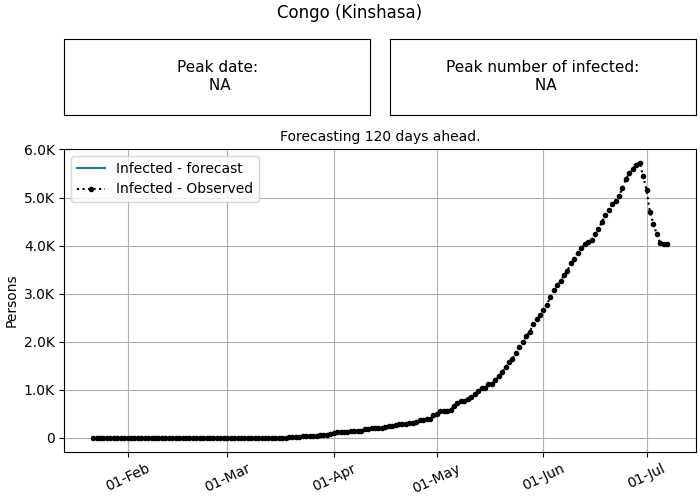 Congo (Kinshasa)
Peak date:
NA
Peak number of infected:
NA
Forecasting 120 days ahead.
Infected - forecast
Infected - Observed
6.0K
5.0K
4.0K
3.0K
2.0K
1.0K
0
Persons
01-Feb
01-Mar
01-Apr
01-May
01-Jun
01-Jul